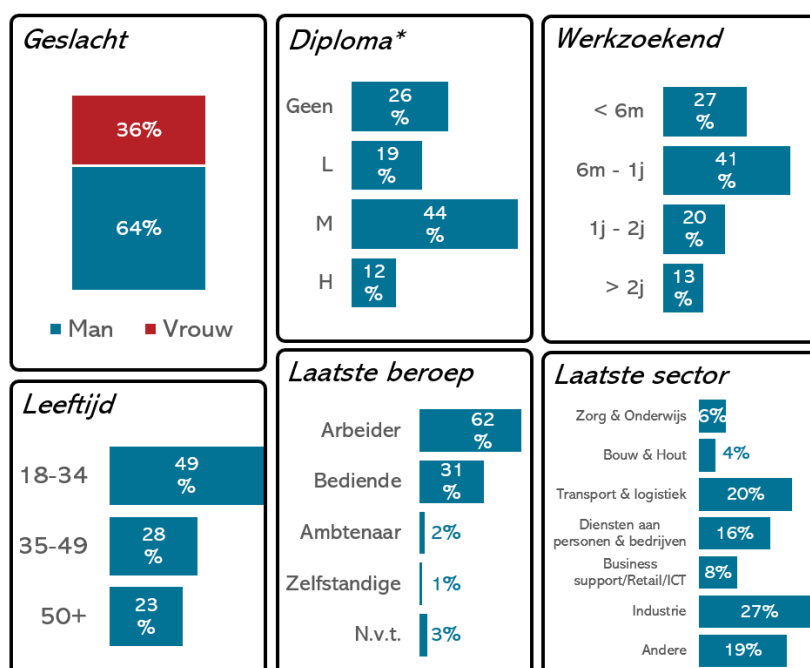 Geslacht
36%
64%
Man
Vrouw
Diploma*
Geen
26
%
L
19
%
M
44
%
H
12
%
Werkzoekend
< 6m
27
%
6m - 1j
41
%
1j - 2j
20
%
> 2j
13
%
Leeftijd
18-34
49
%
35-49
28
%
50+
23
%
Laatste beroep
Arbeider
62
%
Bediende
31
%
Ambtenaar
2%
Zelfstandige
1%
N.v.t.
3%
Laatste sector
Zorg & Onderwijs
6%
Bouw & Hout
4%
Transport & logistiek
20%
Diensten aan
personen & bedrijven
16%
Business
support/Retail/ICT
8%
Industrie
27%
Andere
19%